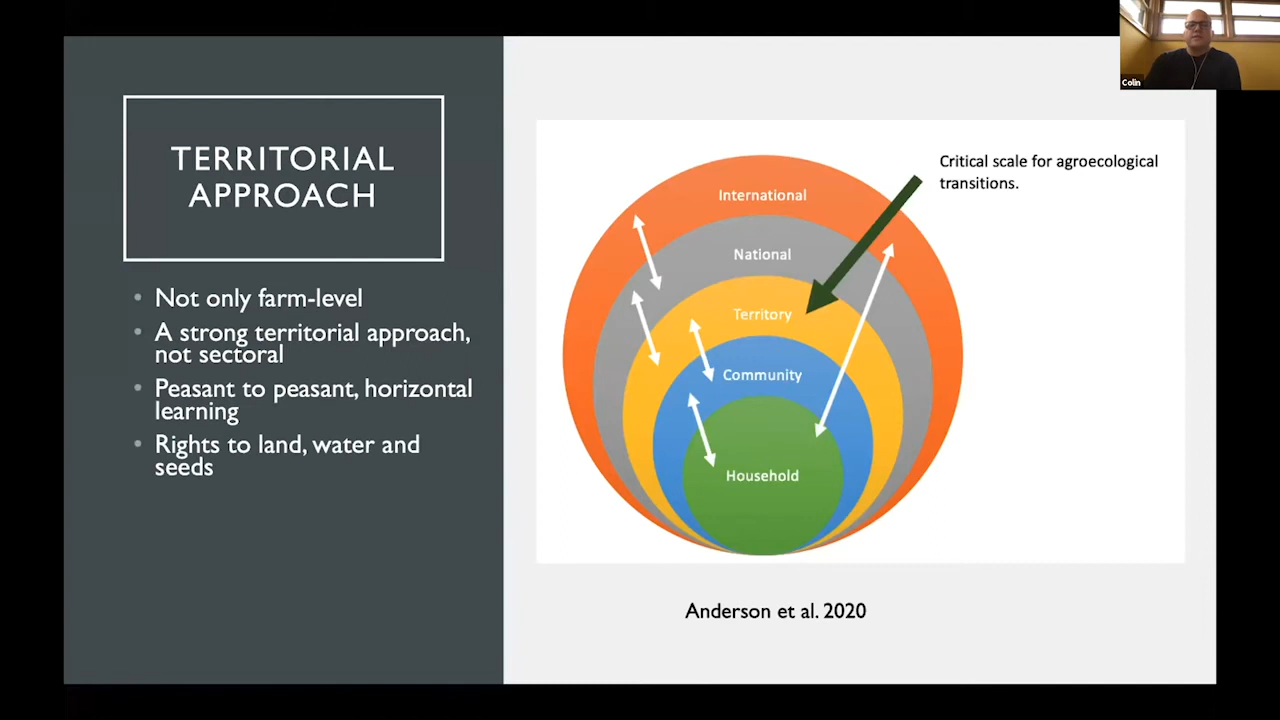 TERRITORIAL
APPROACH
• Not only farm-level
• A strong territorial approach,
not sectoral
• Peasant to peasant, horizontal
learning
• Rights to land, water and
seeds
Critical scale for agroecological
transitions.
International
National
Territory
Community
Household
Anderson et al. 2020
Colin